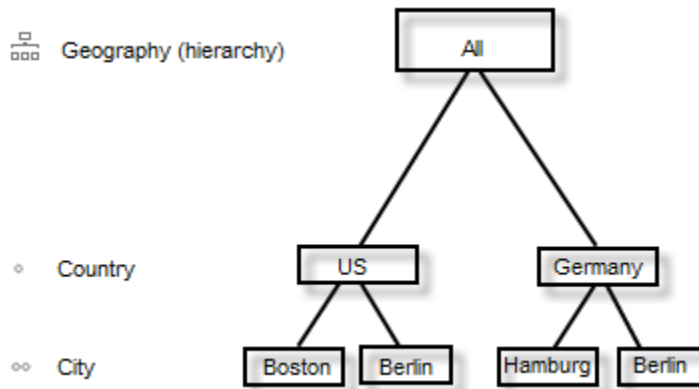 Geography (hierarchy) All
Country US Germany
City Boston Berlin Hamburg Berlin